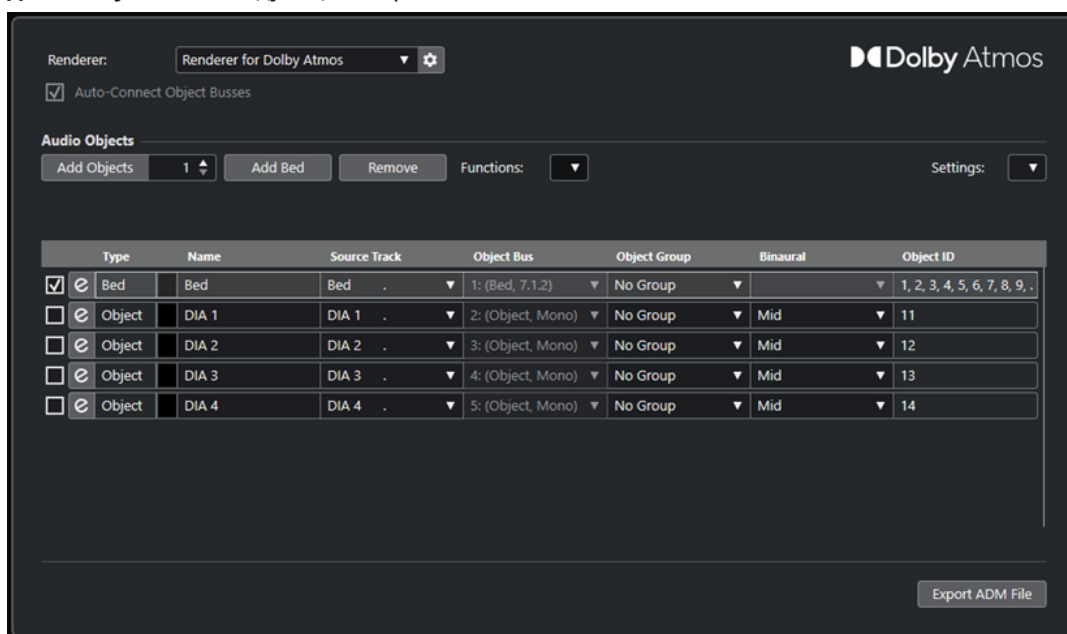 Renderer: Renderer for Dolby Atmos Dolby Atmos
Auto-Connect Object Busses
Audio Objects
Add Objects 1 Add Bed Remove Functions: Settings:
Type Name Source Track Object Bus Object Group Binaural Object ID
Bed Bed Bed . 1: (Bed, 7.1.2) No Group 1, 2, 3, 4, 5, 6, 7, 8, 9, .
Object DIA 1 DIA 1 . 2: (Object, Mono) No Group Mid 11
Object DIA 2 DIA 2 . 3: (Object, Mono) No Group Mid 12
Object DIA 3 DIA 3 . 4: (Object, Mono) No Group Mid 13
Object DIA 4 DIA 4 . 5: (Object, Mono) No Group Mid 14
Export ADM File